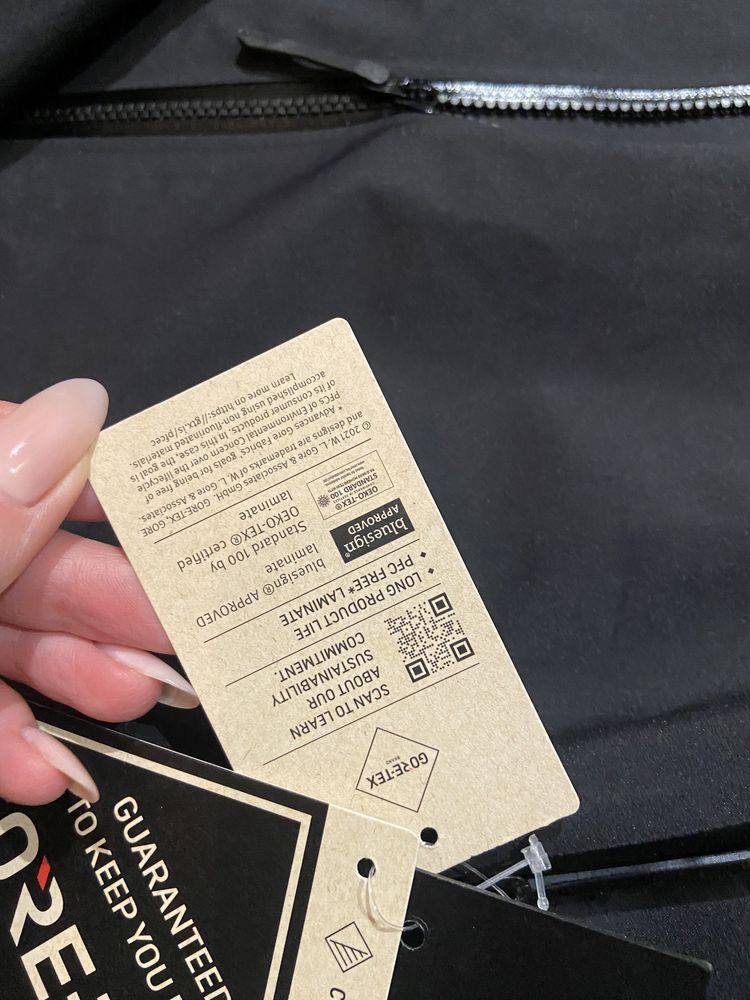 GORE-TEX
BRAND
SCAN TO LEARN
ABOUT OUR
SUSTAINABILITY
COMMITMENT.
• LONG PRODUCT LIFE
• PFC FREE* LAMINATE
bluesign®
APPROVED
bluesign® APPROVED
laminate
OEKO-TEX®
STANDARD 100
Standard 100 by
OEKO-TEX® certified
laminate
© 2021 W. L. Gore & Associates GmbH. GORE-TEX, GORE
and designs are trademarks of W. L. Gore & Associates.
* Advances Gore Fabrics' goals for being free of
PFCs of Environmental Concern over the lifecycle
of its consumer products. In this case, the goal is
accomplished using non-fluorinated materials.
Learn more on https://gtx.is/pfcec
GUARANTEED
TO KEEP YOU